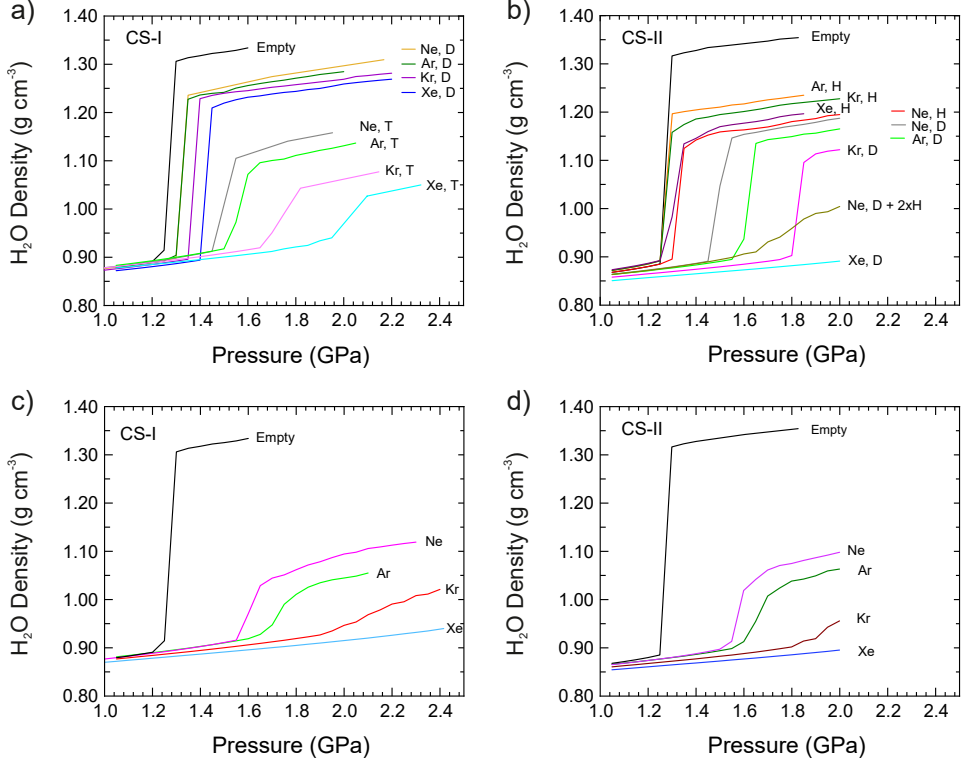 a)
CS-I
Empty
Ne, D
Ar, D
Kr, D
Xe, D
Ne, T
Ar, T
Kr, T
Xe, T
1.40
1.30
1.20
1.10
1.00
0.90
0.80
H₂O Density (g cm⁻³)
1.0 1.2 1.4 1.6 1.8 2.0 2.2 2.4
Pressure (GPa)
b)
CS-II
Empty
Ar, H
Kr, H
Xe, H
Ne, H
Ne, D
Ar, D
Kr, D
Ne, D + 2xH
Xe, D
1.40
1.30
1.20
1.10
1.00
0.90
0.80
H₂O Density (g cm⁻³)
1.0 1.2 1.4 1.6 1.8 2.0 2.2 2.4
Pressure (GPa)
c)
CS-I
Empty
Ne
Ar
Kr
Xe
1.40
1.30
1.20
1.10
1.00
0.90
0.80
H₂O Density (g cm⁻³)
1.0 1.2 1.4 1.6 1.8 2.0 2.2 2.4
Pressure (GPa)
d)
CS-II
Empty
Ne
Ar
Kr
Xe
1.40
1.30
1.20
1.10
1.00
0.90
0.80
H₂O Density (g cm⁻³)
1.0 1.2 1.4 1.6 1.8 2.0 2.2 2.4
Pressure (GPa)